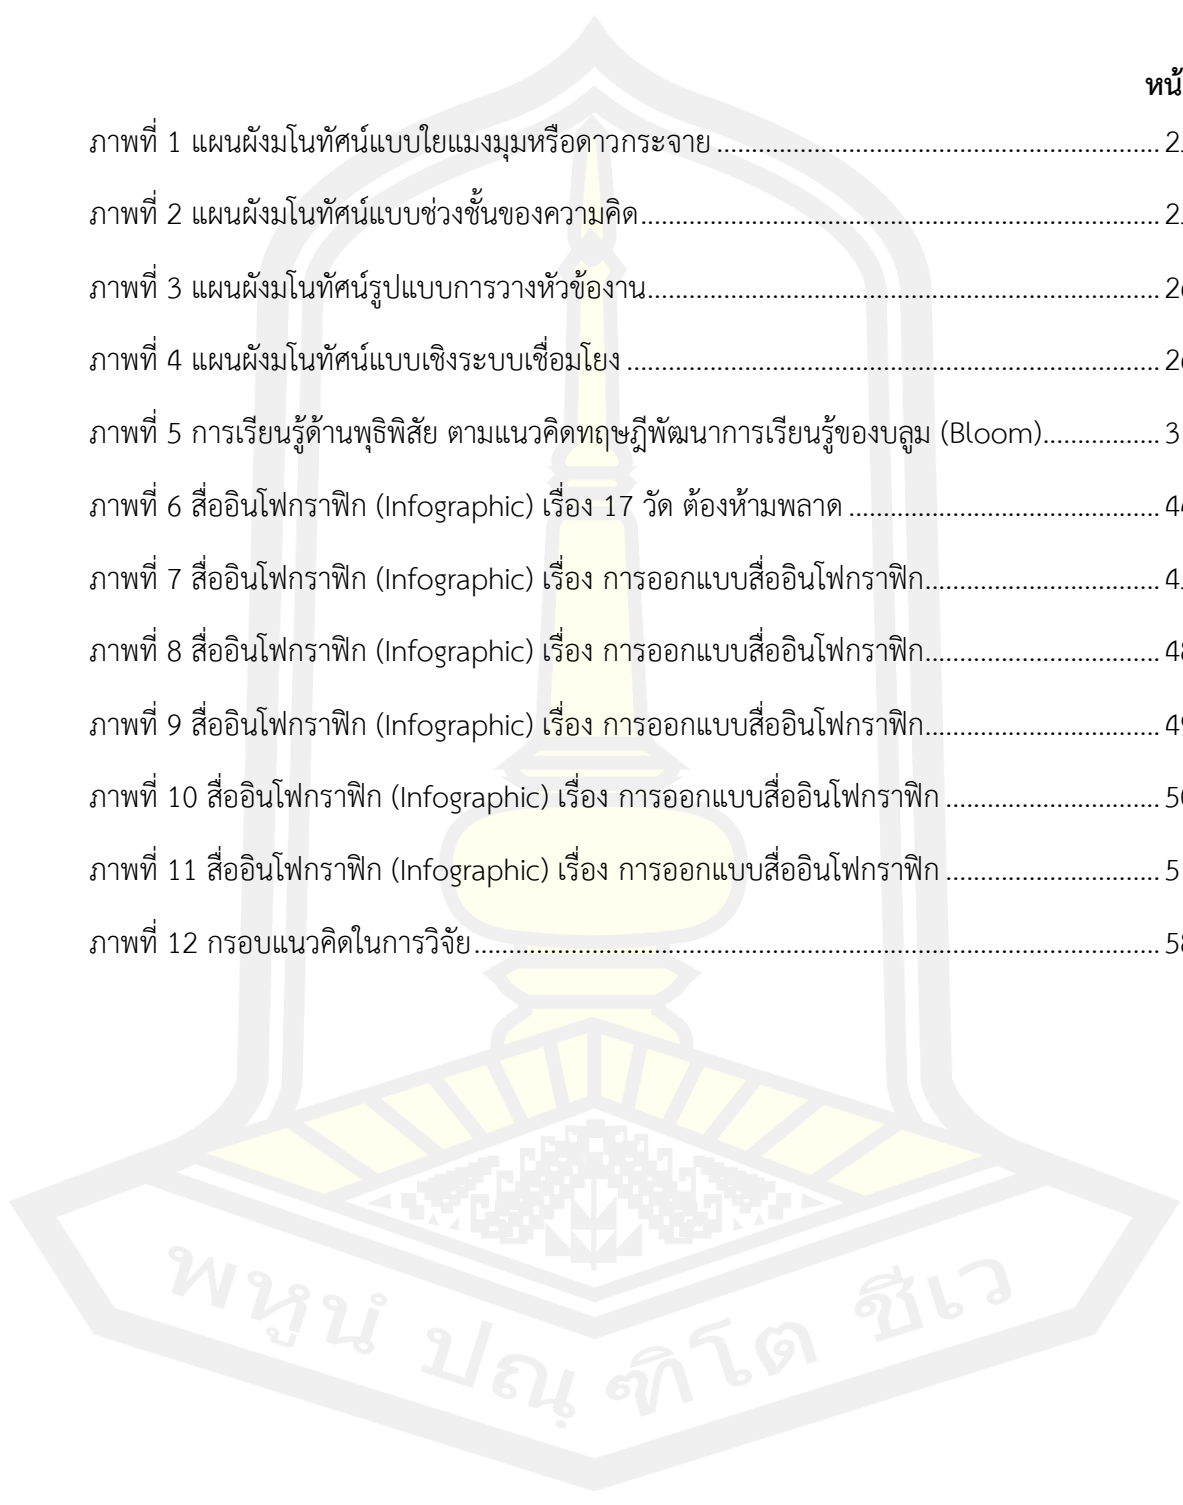 หน้
ภาพที่ 1 แผนผังมโนทัศน์แบบใยแมงมุมหรือดาวกระจาย ........ 2
ภาพที่ 2 แผนผังมโนทัศน์แบบช่วงชั้นของความคิด ........ 2
ภาพที่ 3 แผนผังมโนทัศน์รูปแบบการวางหัวข้องาน ........ 26
ภาพที่ 4 แผนผังมโนทัศน์แบบเชิงระบบเชื่อมโยง ........ 26
ภาพที่ 5 การเรียนรู้ด้านพุธิพิสัย ตามแนวคิดทฤษฎีพัฒนาการเรียนรู้ของบลูม (Bloom) ........ 3
ภาพที่ 6 สื่ออินโฟกราฟิก (Infographic) เรื่อง 17 วัด ต้องห้ามพลาด ........ 44
ภาพที่ 7 สื่ออินโฟกราฟิก (Infographic) เรื่อง การออกแบบสื่ออินโฟกราฟิก ........ 4
ภาพที่ 8 สื่ออินโฟกราฟิก (Infographic) เรื่อง การออกแบบสื่ออินโฟกราฟิก ........ 48
ภาพที่ 9 สื่ออินโฟกราฟิก (Infographic) เรื่อง การออกแบบสื่ออินโฟกราฟิก ........ 49
ภาพที่ 10 สื่ออินโฟกราฟิก (Infographic) เรื่อง การออกแบบสื่ออินโฟกราฟิก ........ 50
ภาพที่ 11 สื่ออินโฟกราฟิก (Infographic) เรื่อง การออกแบบสื่ออินโฟกราฟิก ........ 5
ภาพที่ 12 กรอบแนวคิดในการวิจัย ........ 58
พหูนํ ปณฺฑิโต ชีเว